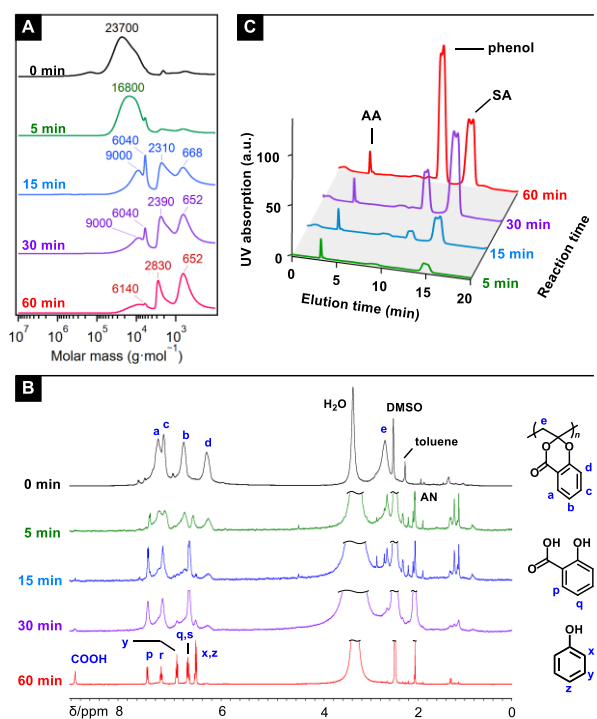 A
23700
0 min
16800
5 min
6040
2310
9000
668
15 min
2390
652
6040
9000
30 min
2830
652
6140
60 min
10⁷ 10⁶ 10⁵ 10⁴ 10³
Molar mass (g·mol⁻¹)
C
phenol
SA
AA
100
50
0
UV absorption (a.u.)
0 5 10 15 20
Elution time (min)
60 min
30 min
15 min
5 min
Reaction time
B
H₂O
DMSO
toluene
a c b d e
0 min
AN
5 min
15 min
30 min
COOH
y
q,s
p r
x,z
60 min
δ/ppm 8 6 4 2 0
e
n
O O
O
d
a
c
b
OH OH
O
p
q
OH
x
y
z